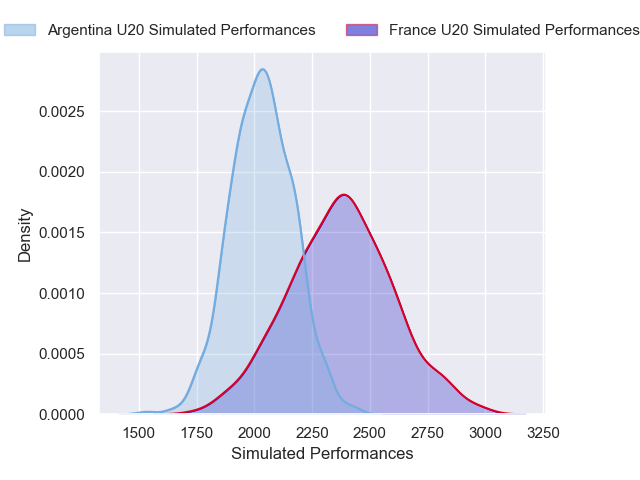 Argentina U20 Simulated Performances France U20 Simulated Performances
0.0025
0.0020
0.0015
0.0010
0.0005
0.0000
Density
1500 1750 2000 2250 2500 2750 3000 3250
Simulated Performances